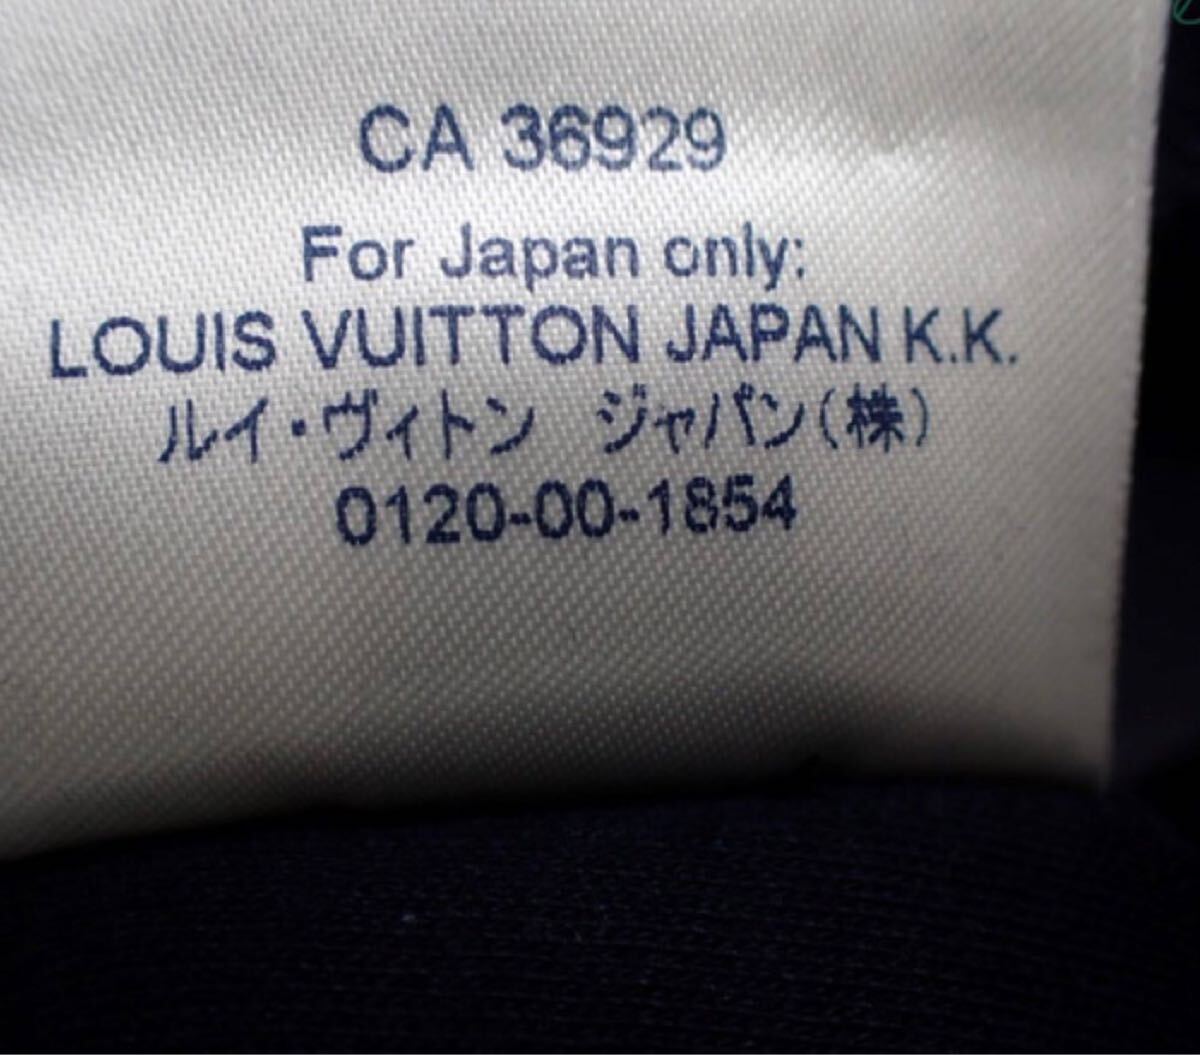 CA 36929
For Japan only:
LOUIS VUITTON JAPAN K.K.
ルイ・ヴィトン　ジャパン(株)
0120-00-1854